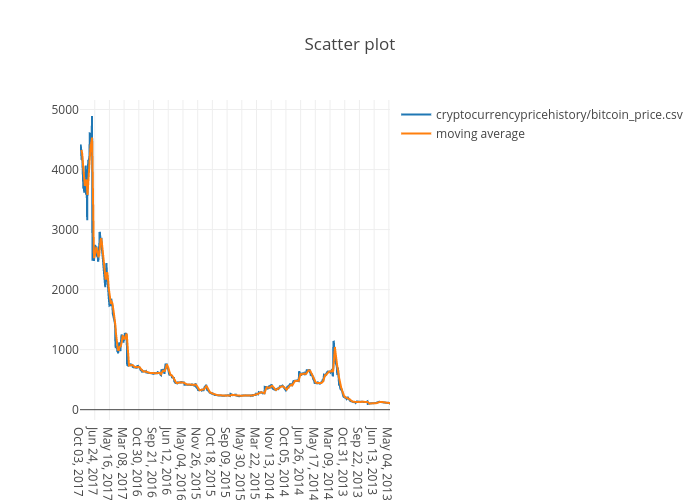 Scatter plot
cryptocurrencypricehistory/bitcoin_price.csv
moving average
5000
4000
3000
2000
1000
0
Oct 03, 2017
Jun 24, 2017
May 16, 2017
Mar 08, 2017
Oct 30, 2016
Sep 21, 2016
Jun 12, 2016
May 04, 2016
Nov 26, 2015
Oct 18, 2015
Sep 09, 2015
May 30, 2015
Mar 22, 2015
Nov 13, 2014
Oct 05, 2014
Jun 26, 2014
May 17, 2014
Mar 09, 2014
Oct 31, 2013
Sep 22, 2013
Jun 13, 2013
May 04, 2013